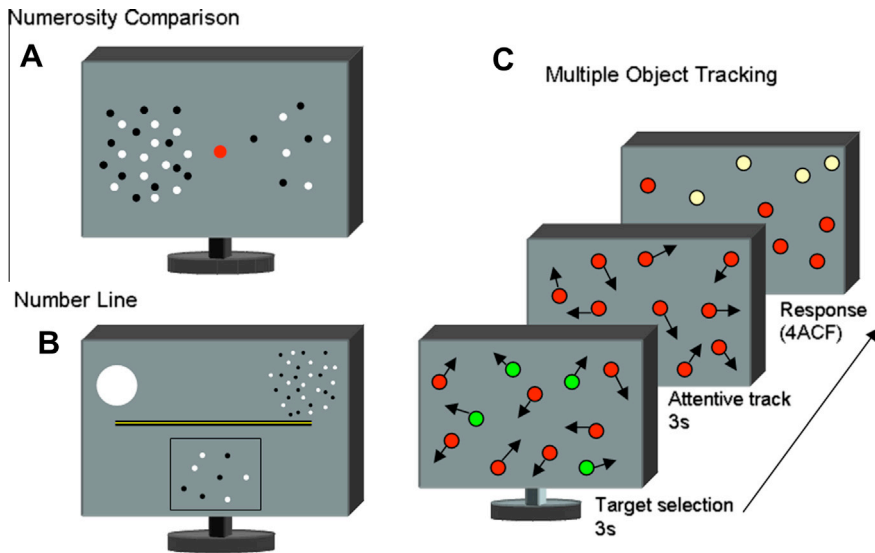 Numerosity Comparison
A
Number Line
B
C
Multiple Object Tracking
Response
(4ACF)
Attentive track
3s
Target selection
3s